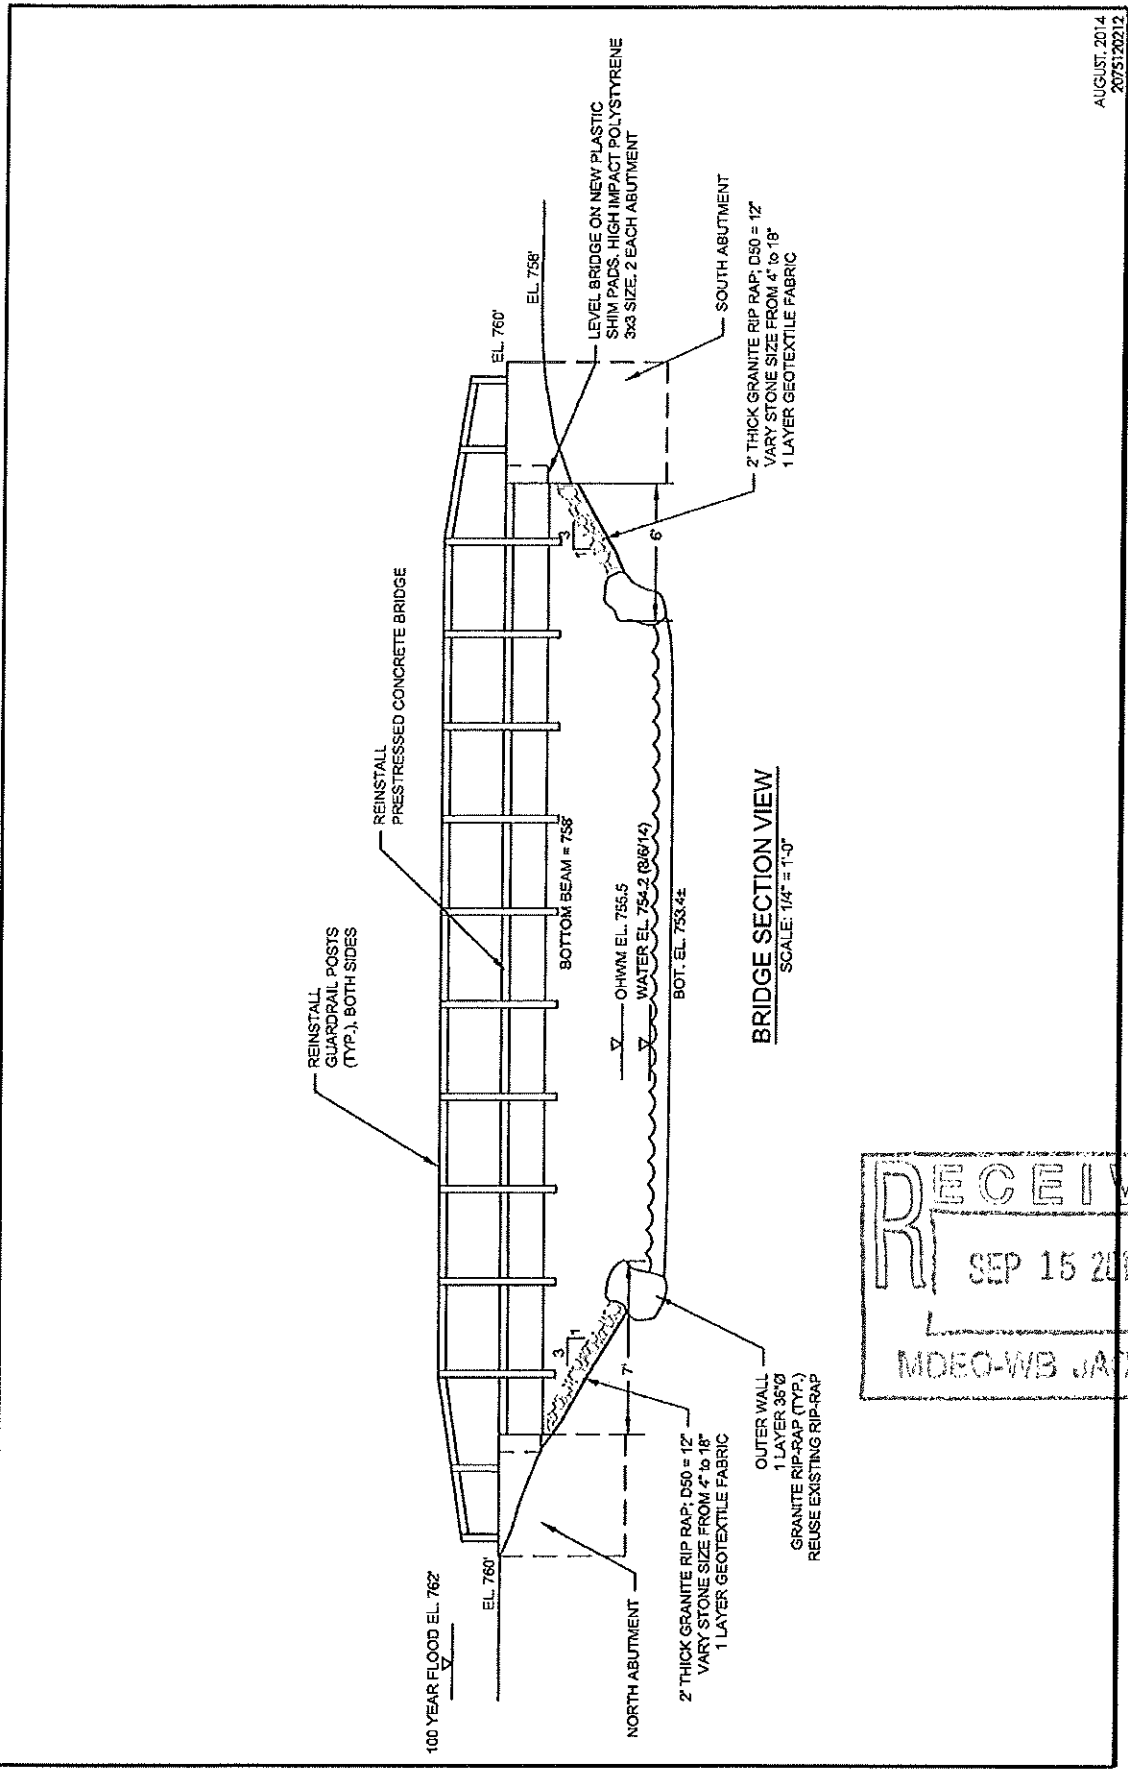 AUGUST, 2014
2075120212
REINSTALL
GUARDRAIL POSTS
(TYP.), BOTH SIDES
REINSTALL
PRESTRESSED CONCRETE BRIDGE
100 YEAR FLOOD EL. 762'
EL. 760'
EL. 760'
EL. 758'
LEVEL BRIDGE ON NEW PLASTIC
SHIM PADS. HIGH IMPACT POLYSTYRENE
3x3 SIZE. 2 EACH ABUTMENT
BOTTOM BEAM = 758'
OHWM EL. 755.5
WATER EL. 754.2 (8/6/14)
BOT. EL. 753.4±
3
1
7'
3
1
6'
NORTH ABUTMENT
2' THICK GRANITE RIP RAP; D50 = 12"
VARY STONE SIZE FROM 4" to 18"
1 LAYER GEOTEXTILE FABRIC
OUTER WALL
1 LAYER 36"Ø
GRANITE RIP-RAP (TYP.)
REUSE EXISTING RIP-RAP
SOUTH ABUTMENT
2' THICK GRANITE RIP RAP; D50 = 12"
VARY STONE SIZE FROM 4" to 18"
1 LAYER GEOTEXTILE FABRIC
BRIDGE SECTION VIEW
SCALE: 1/4" = 1'-0"
RECEIV
SEP 15 201